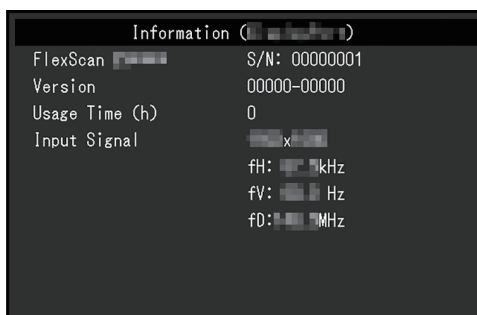 Information ( )
FlexScan S/N: 00000001
Version 00000-00000
Usage Time (h) 0
Input Signal x
fH: kHz
fV: Hz
fD: MHz